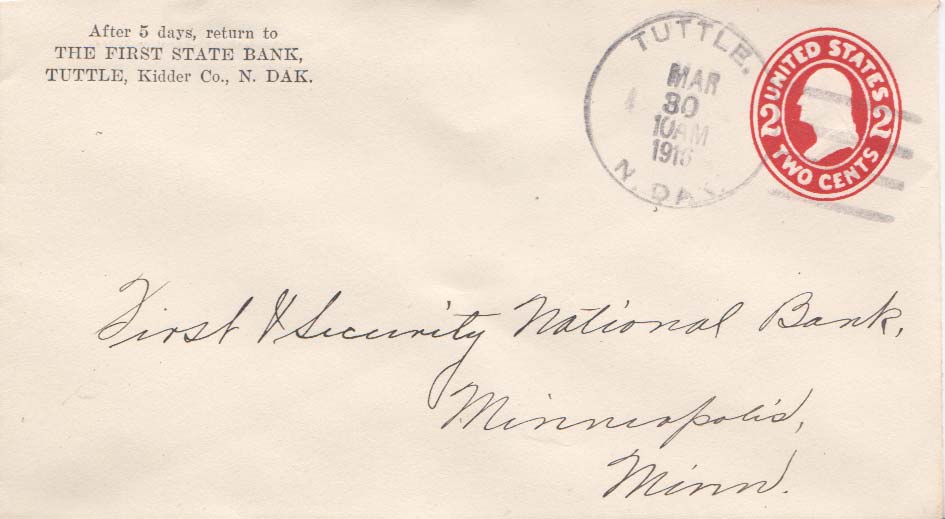 After 5 days, return to
THE FIRST STATE BANK,
TUTTLE, Kidder Co., N. DAK.
TUTTLE.
MAR
30
10AM
1916
N. DAK.
UNITED STATES
2 2
TWO CENTS
First & Security National Bank,
Minneapolis,
Minn.